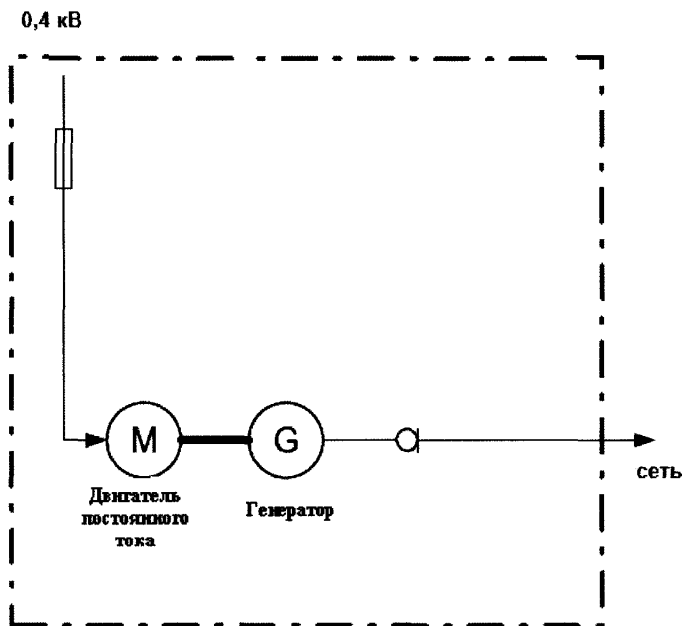 0,4 кВ
M
G
Двигатель
постоянного
тока
Генератор
сеть